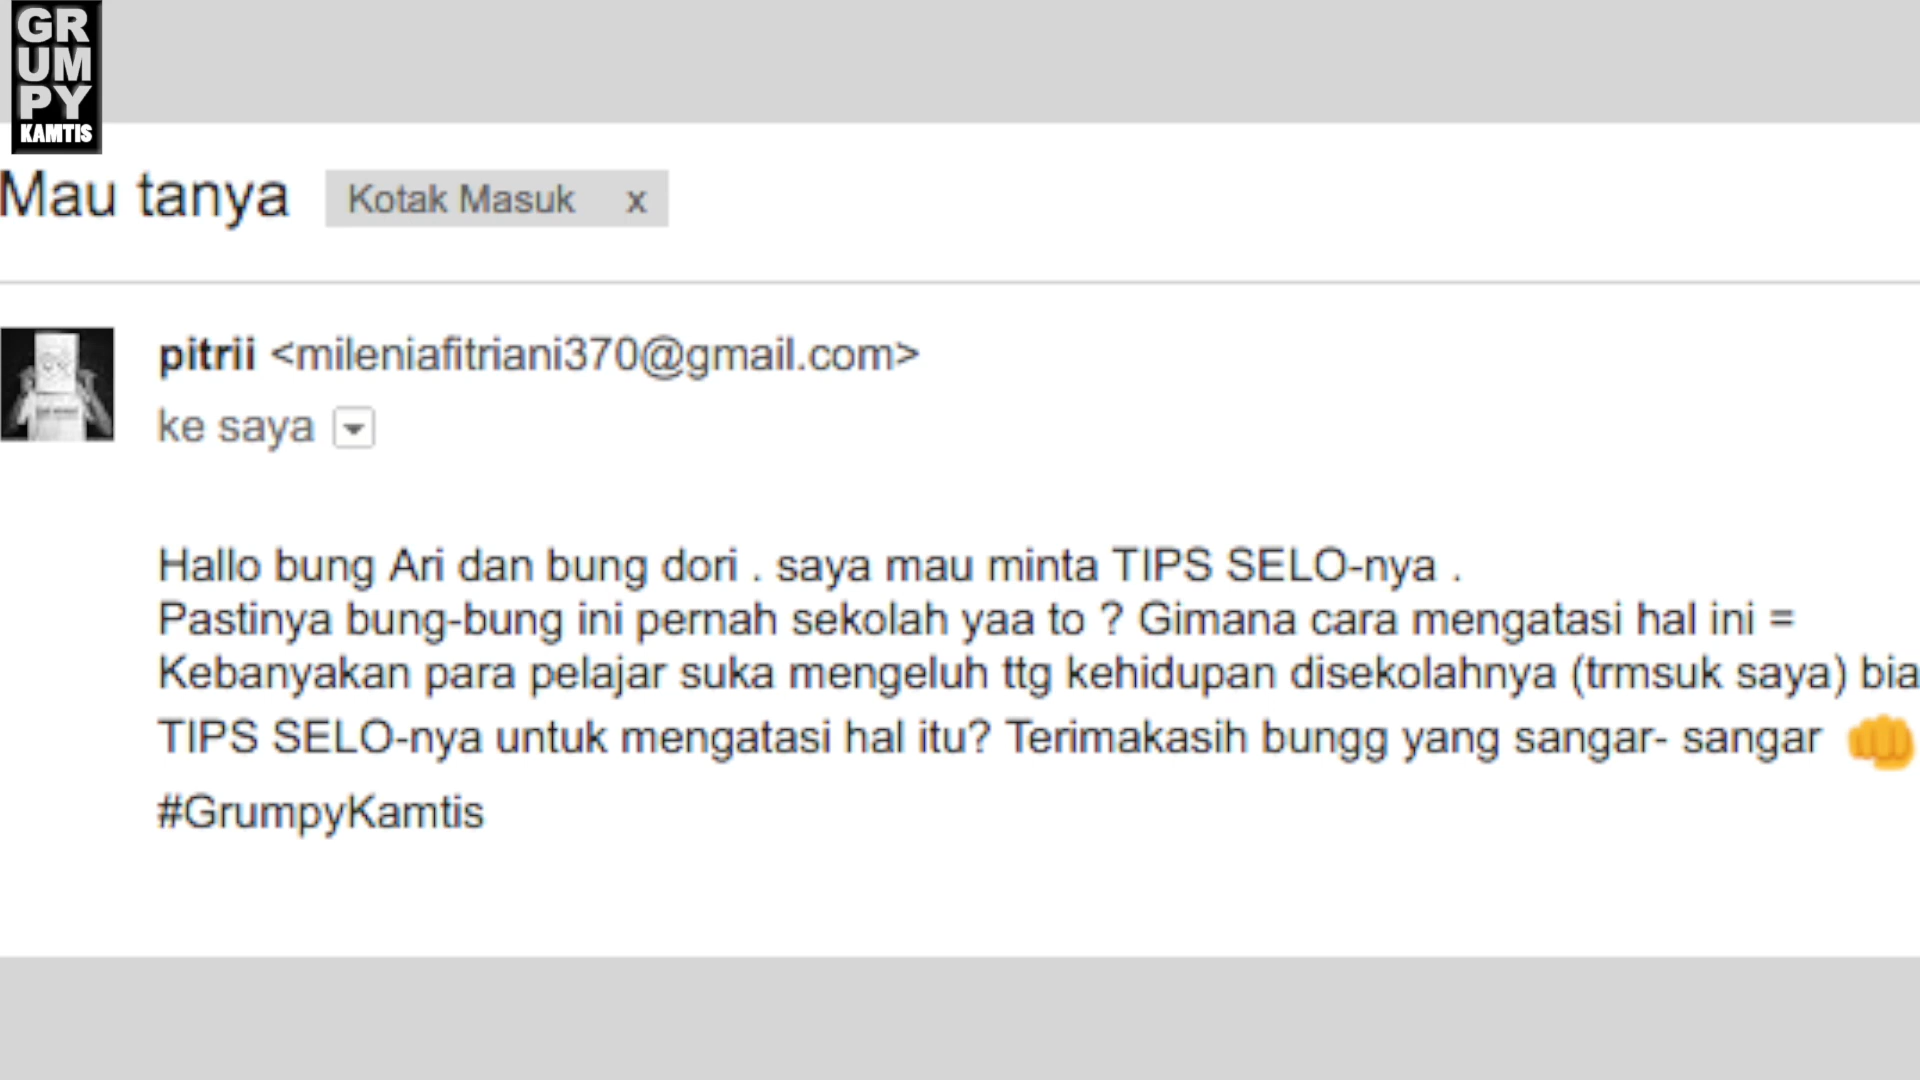 GR
UM
PY
KAMTIS
Mau tanya Kotak Masuk x
pitrii <mileniafitriani370@gmail.com>
ke saya
Hallo bung Ari dan bung dori . saya mau minta TIPS SELO-nya .
Pastinya bung-bung ini pernah sekolah yaa to ? Gimana cara mengatasi hal ini =
Kebanyakan para pelajar suka mengeluh ttg kehidupan disekolahnya (trmsuk saya) bia
TIPS SELO-nya untuk mengatasi hal itu? Terimakasih bungg yang sangar- sangar 👊
#GrumpyKamtis